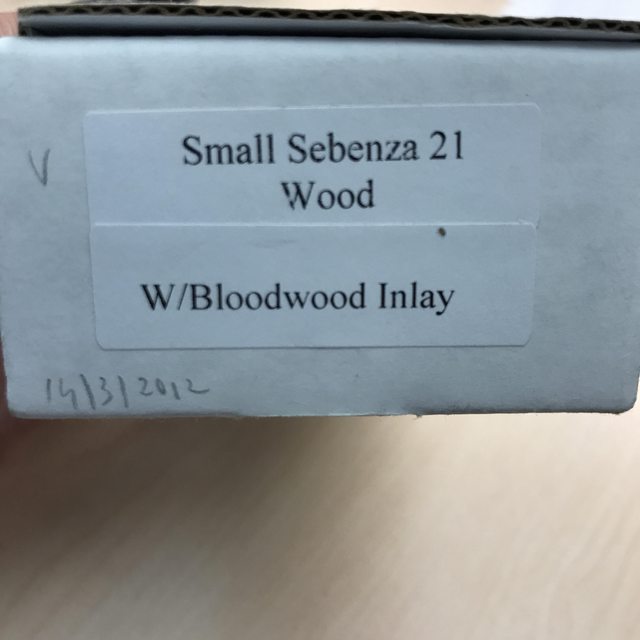 Small Sebenza 21
Wood
V
W/Bloodwood Inlay
14/3/2012